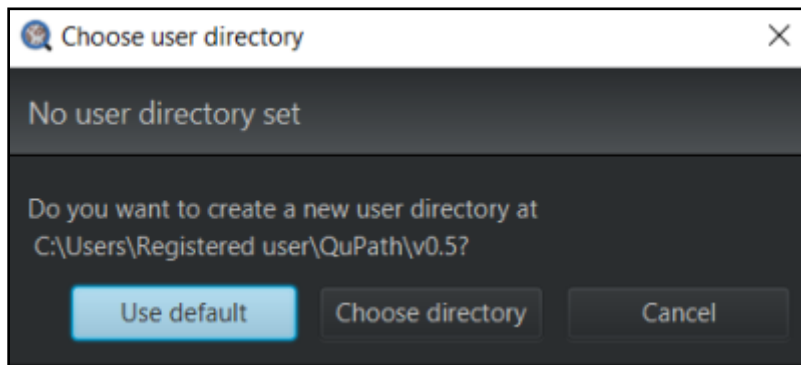 Choose user directory
No user directory set
Do you want to create a new user directory at
C:\Users\Registered user\QuPath\v0.5?
Use default Choose directory Cancel